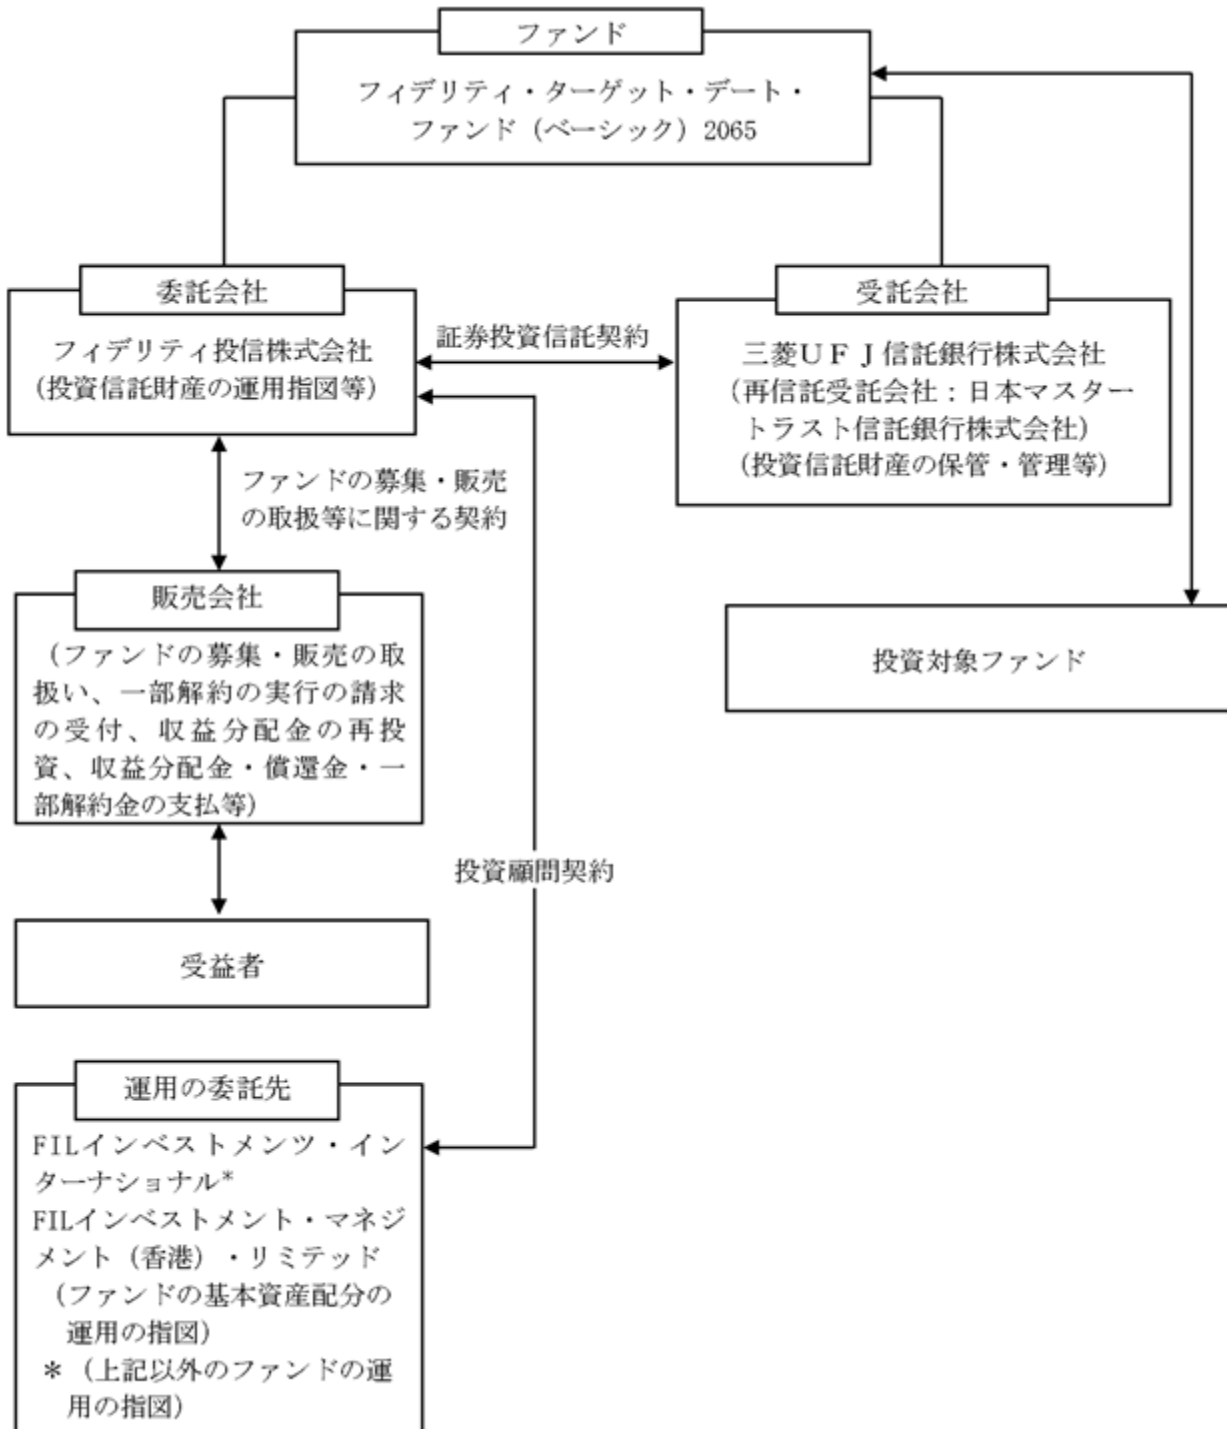 ファンド
フィデリティ・ターゲット・デート・
ファンド（ベーシック）2065
委託会社
フィデリティ投信株式会社
（投資信託財産の運用指図等）
証券投資信託契約
受託会社
三菱ＵＦＪ信託銀行株式会社
（再信託受託会社：日本マスター
トラスト信託銀行株式会社）
（投資信託財産の保管・管理等）
ファンドの募集・販売
の取扱等に関する契約
販売会社
（ファンドの募集・販売の取
扱い、一部解約の実行の請求
の受付、収益分配金の再投
資、収益分配金・償還金・一
部解約金の支払等）
投資対象ファンド
投資顧問契約
受益者
運用の委託先
FILインベストメンツ・イン
ターナショナル*
FILインベストメント・マネジ
メント（香港）・リミテッド
（ファンドの基本資産配分の
運用の指図）
＊（上記以外のファンドの運
用の指図）